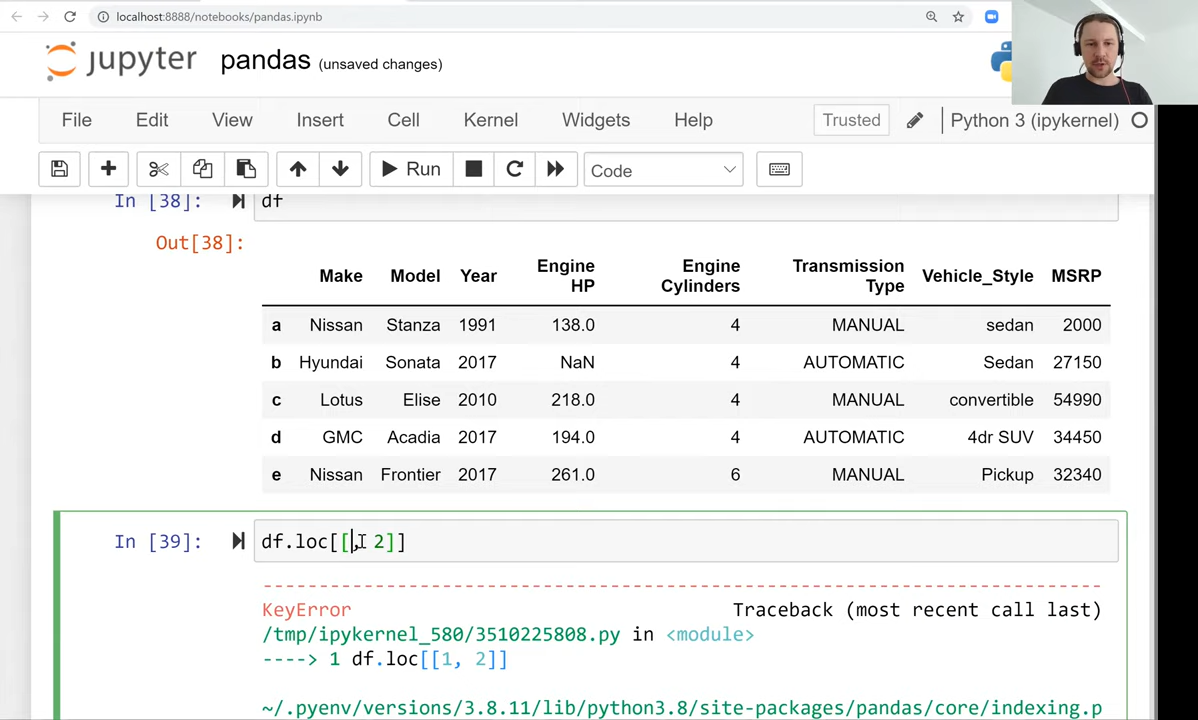 localhost:8888/notebooks/pandas.ipynb
jupyter pandas (unsaved changes)
File Edit View Insert Cell Kernel Widgets Help Trusted Python 3 (ipykernel)
Run Code
In [38]: df
Out[38]:
Make Model Year Engine HP Engine Cylinders Transmission Type Vehicle_Style MSRP
a Nissan Stanza 1991 138.0 4 MANUAL sedan 2000
b Hyundai Sonata 2017 NaN 4 AUTOMATIC Sedan 27150
c Lotus Elise 2010 218.0 4 MANUAL convertible 54990
d GMC Acadia 2017 194.0 4 AUTOMATIC 4dr SUV 34450
e Nissan Frontier 2017 261.0 6 MANUAL Pickup 32340
In [39]: df.loc[[, 2]]
---------------------------------------------------------------------------
KeyError Traceback (most recent call last)
/tmp/ipykernel_580/3510225808.py in <module>
----> 1 df.loc[[1, 2]]
~/.pyenv/versions/3.8.11/lib/python3.8/site-packages/pandas/core/indexing.p